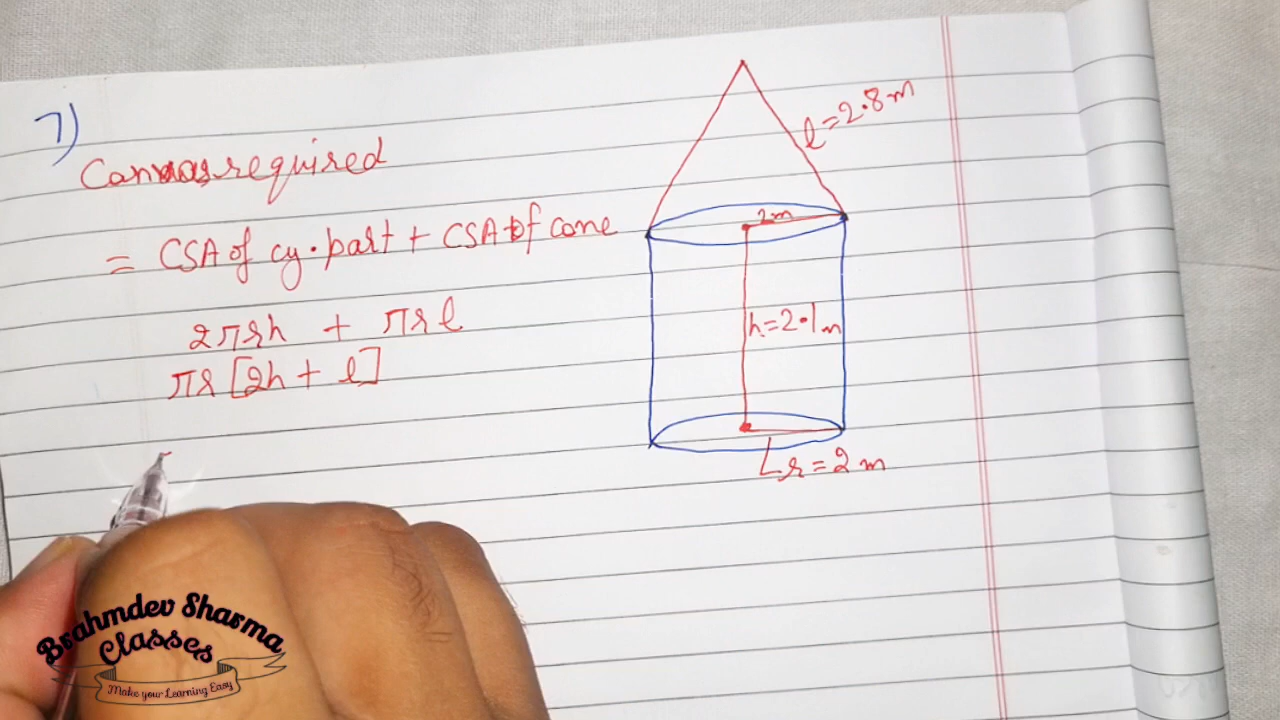 7)
Canvas required
= CSA of cy. part + CSA of cone
2πrh + πrl
πr [2h + l]
l = 2.8 m
2m
h = 2.1 m
r = 2 m
Brahmdev Sharma
Classes
Make your Learning Easy